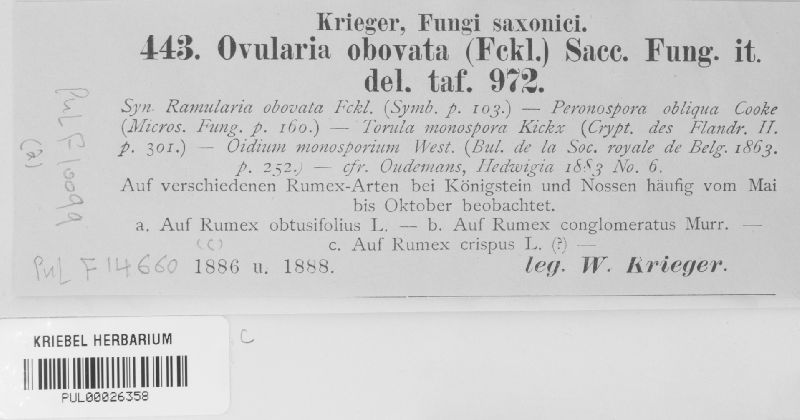 Krieger, Fungi saxonici.
443. Ovularia obovata (Fckl.) Sacc. Fung. it.
del. taf. 972.
Syn. Ramularia obovata Fckl. (Symb. p. 103.) — Peronospora obliqua Cooke
(Micros. Fung. p. 160.) — Torula monospora Kickx (Crypt. des Flandr. II.
p. 301.) — Oidium monosporium West. (Bul. de la Soc. royale de Belg. 1863.
p. 252.) — cfr. Oudemans, Hedwigia 1883 No. 6.
Auf verschiedenen Rumex-Arten bei Königstein und Nossen häufig vom Mai
bis Oktober beobachtet.
a. Auf Rumex obtusifolius L. — b. Auf Rumex conglomeratus Murr. —
c. Auf Rumex crispus L. (?) —
(c)
PUL F14660 1886 u. 1888. leg. W. Krieger.
PUL F10099
(a)
KRIEBEL HERBARIUM
PUL00026358
C